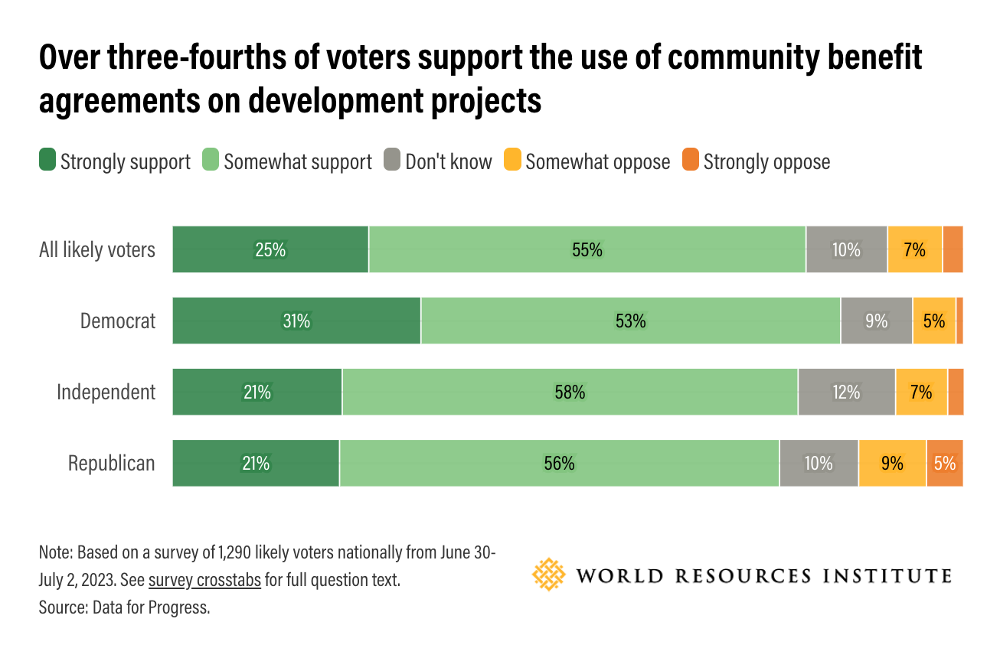 Over three-fourths of voters support the use of community benefit
agreements on development projects
Strongly support Somewhat support Don't know Somewhat oppose Strongly oppose
All likely voters 25% 55% 10% 7%
Democrat 31% 53% 9% 5%
Independent 21% 58% 12% 7%
Republican 21% 56% 10% 9% 5%
Note: Based on a survey of 1,290 likely voters nationally from June 30-
July 2, 2023. See survey crosstabs for full question text.
Source: Data for Progress.
WORLD RESOURCES INSTITUTE